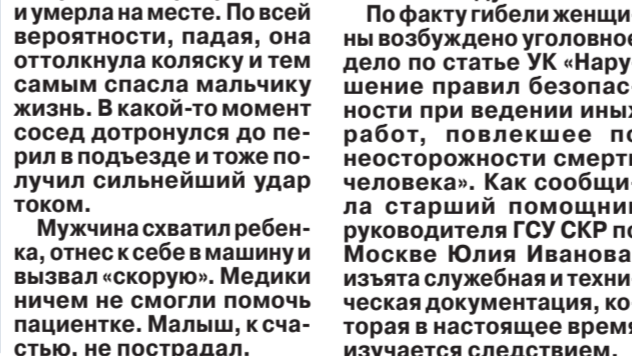 и умерла на месте. По всей
вероятности, падая, она
оттолкнула коляску и тем
самым спасла мальчику
жизнь. В какой-то момент
сосед дотронулся до пе-
рил в подъезде и тоже по-
лучил сильнейший удар
током.
Мужчина схватил ребен-
ка, отнес к себе в машину и
вызвал «скорую». Медики
ничем не смогли помочь
пациентке. Малыш, к сча-
стью, не пострадал.
По факту гибели женщи-
ны возбуждено уголовное
дело по статье УК «Нару-
шение правил безопас-
ности при ведении иных
работ, повлекшее по
неосторожности смерть
человека». Как сообщи-
ла старший помощник
руководителя ГСУ СКР по
Москве Юлия Иванова,
изъята служебная и техни-
ческая документация, ко-
торая в настоящее время
изучается следствием.